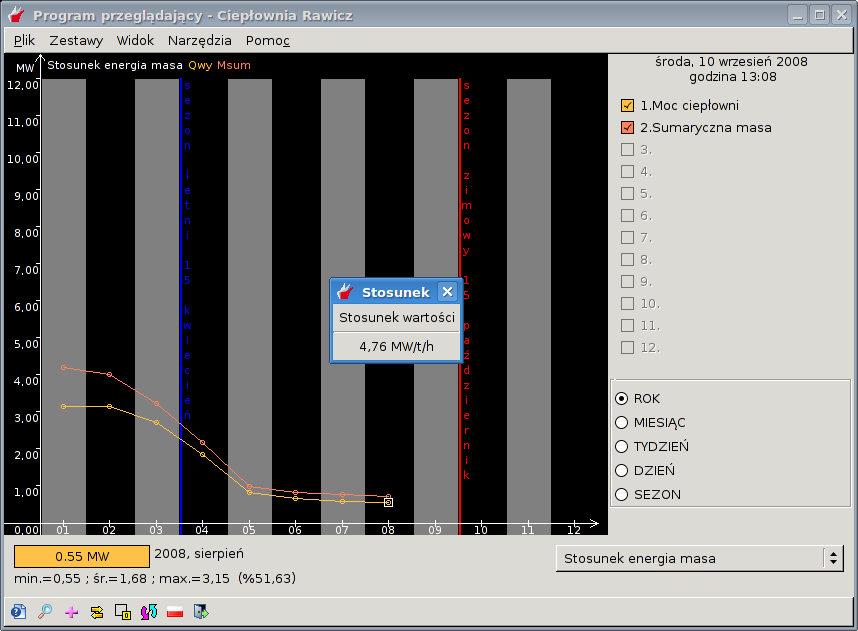 Program przeglądający - Ciepłownia Rawicz
Plik Zestawy Widok Narzędzia Pomoc
MW Stosunek energia masa Qwy Msum
12,00
11,00
10,00
9,00
8,00
7,00
6,00
5,00
4,00
3,00
2,00
1,00
0,00
01 02 03 04 05 06 07 08 09 10 11 12
sezon letni 15 kwiecień
sezon zimowy 15 październik
Stosunek
Stosunek wartości
4,76 MW/t/h
środa, 10 wrzesień 2008
godzina 13:08
1.Moc ciepłowni
2.Sumaryczna masa
3.
4.
5.
6.
7.
8.
9.
10.
11.
12.
ROK
MIESIĄC
TYDZIEŃ
DZIEŃ
SEZON
0.55 MW 2008, sierpień
Stosunek energia masa
min.=0,55 ; śr.=1,68 ; max.=3,15 (%51,63)